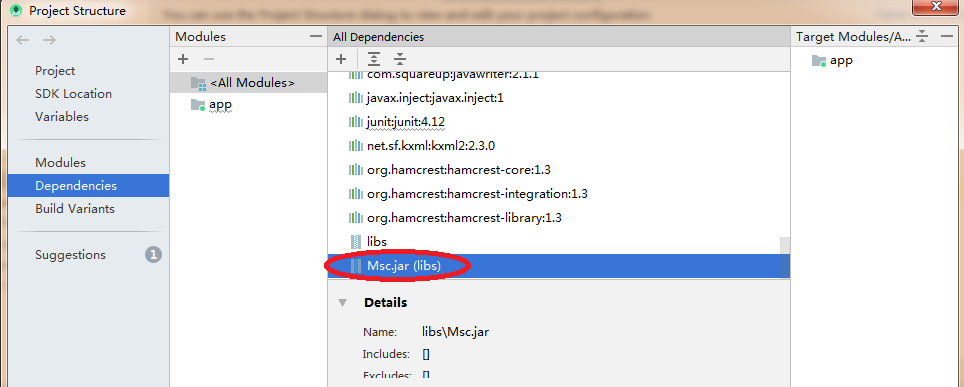 Project Structure
You can use the Project Structure dialog to view and edit your project configuration
Project
SDK Location
Variables
Modules
Dependencies
Build Variants
Suggestions
1
Modules
<All Modules>
app
All Dependencies
com.squareup:javawriter:2.1.1
javax.inject:javax.inject:1
junit:junit:4.12
net.sf.kxml:kxml2:2.3.0
org.hamcrest:hamcrest-core:1.3
org.hamcrest:hamcrest-integration:1.3
org.hamcrest:hamcrest-library:1.3
libs
Msc.jar (libs)
Details
Name: libs\Msc.jar
Includes: []
Excludes: []
Target Modules/A...
app